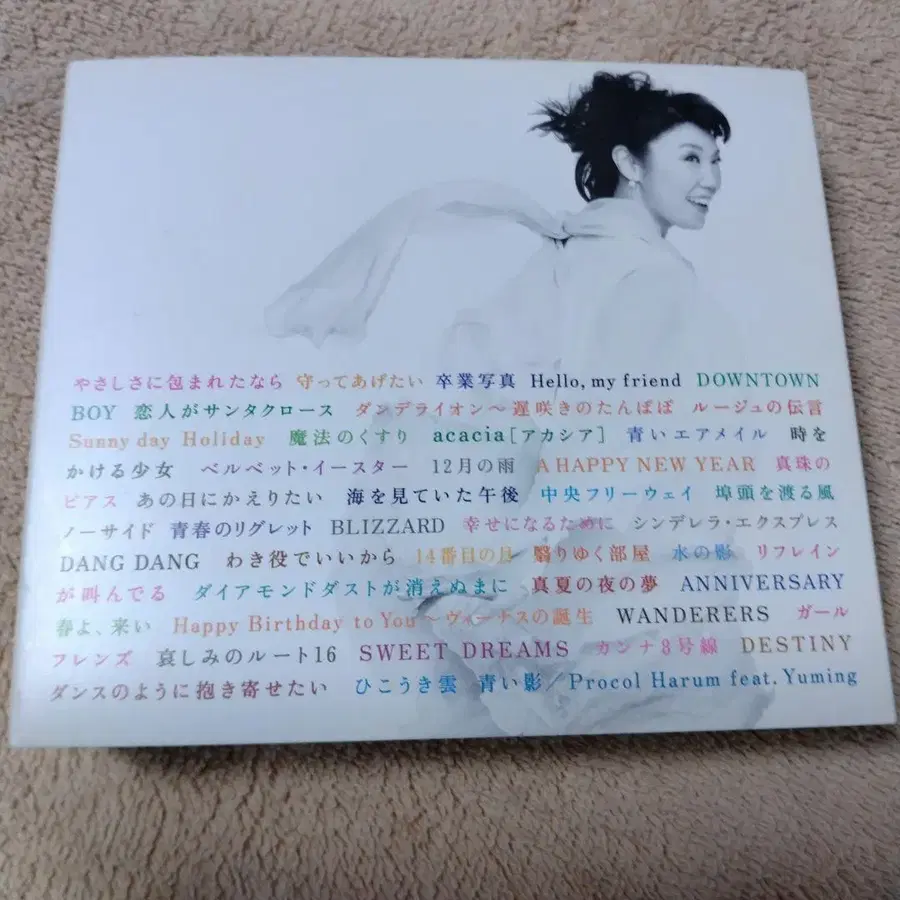 やさしさに包まれたなら 守ってあげたい 卒業写真 Hello, my friend DOWNTOWN
BOY 恋人がサンタクロース ダンデライオン～遅咲きのたんぽぽ ルージュの伝言
Sunny day Holiday 魔法のくすり acacia[アカシア] 青いエアメイル 時を
かける少女 ベルベット・イースター 12月の雨 A HAPPY NEW YEAR 真珠の
ピアス あの日にかえりたい 海を見ていた午後 中央フリーウェイ 埠頭を渡る風
ノーサイド 青春のリグレット BLIZZARD 幸せになるために シンデレラ・エクスプレス
DANG DANG わき役でいいから 14番目の月 翳りゆく部屋 水の影 リフレイン
が叫んでる ダイアモンドダストが消えぬまに 真夏の夜の夢 ANNIVERSARY
春よ、来い Happy Birthday to You～ヴィーナスの誕生 WANDERERS ガール
フレンズ 哀しみのルート16 SWEET DREAMS カンナ8号線 DESTINY
ダンスのように抱き寄せたい ひこうき雲 青い影／Procol Harum feat. Yuming